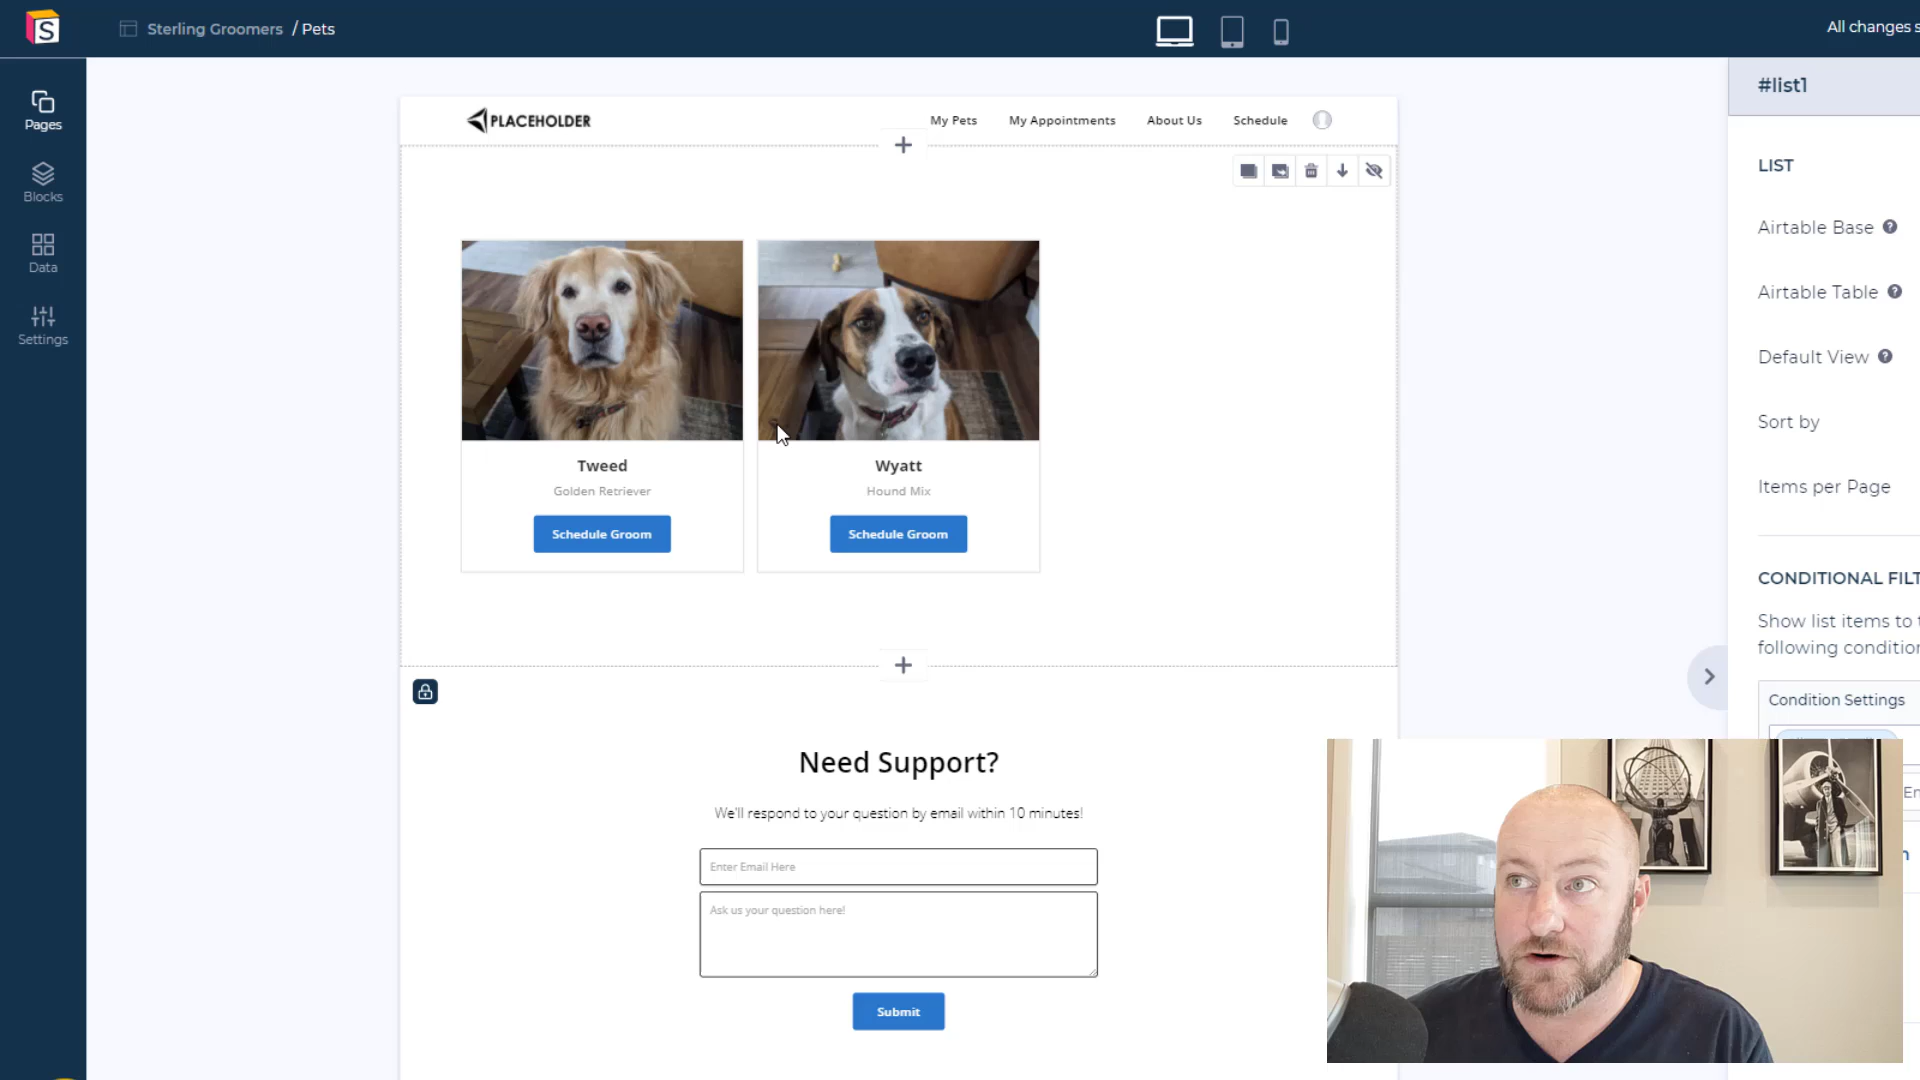 S
Sterling Groomers / Pets
All changes s
Pages
Blocks
Data
Settings
PLACEHOLDER
My Pets
My Appointments
About Us
Schedule
Tweed
Golden Retriever
Schedule Groom
Wyatt
Hound Mix
Schedule Groom
Need Support?
We'll respond to your question by email within 10 minutes!
Enter Email Here
Ask us your question here!
Submit
#list1
LIST
Airtable Base ?
Airtable Table ?
Default View ?
Sort by
Items per Page
CONDITIONAL FILT
Show list items to t
following condition
Condition Settings
En